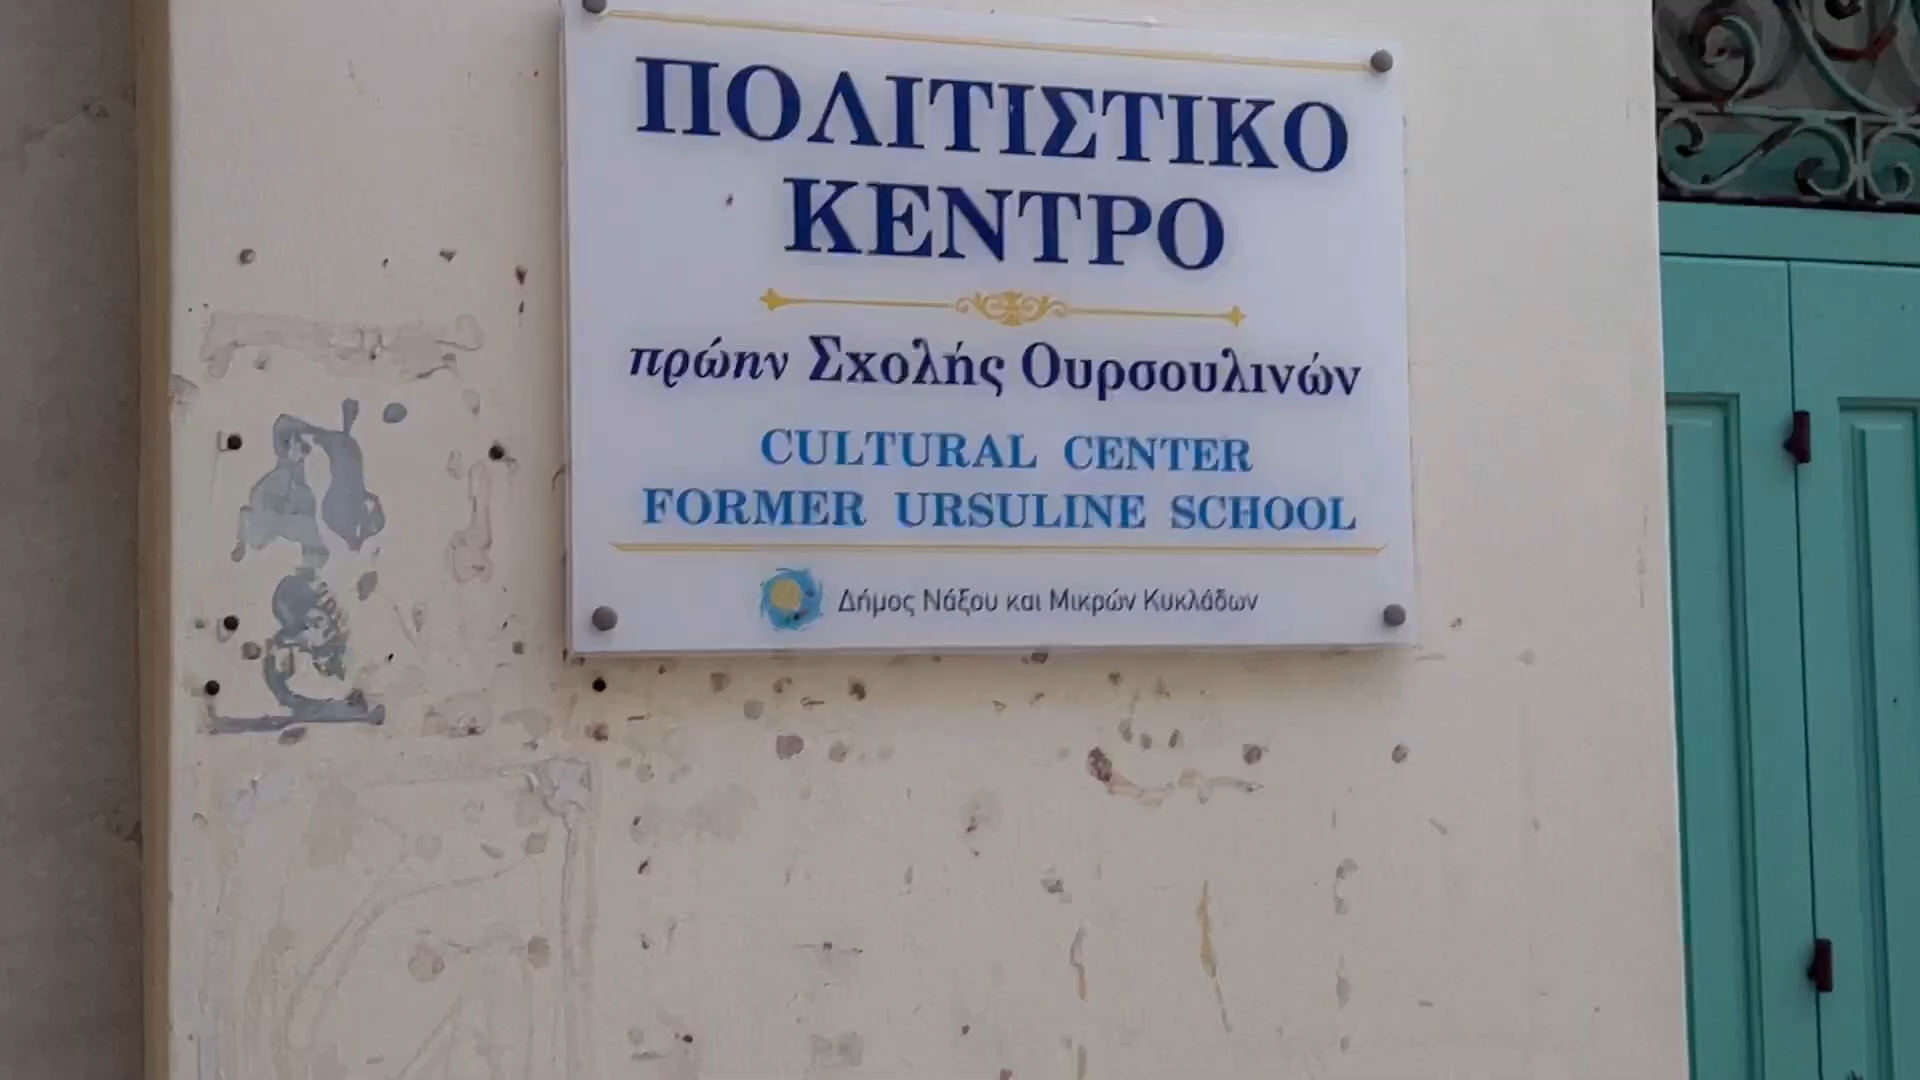 ΠΟΛΙΤΙΣΤΙΚΟ
ΚΕΝΤΡΟ
πρώην Σχολής Ουρσουλινών
CULTURAL CENTER
FORMER URSULINE SCHOOL
Δήμος Νάξου και Μικρών Κυκλάδων